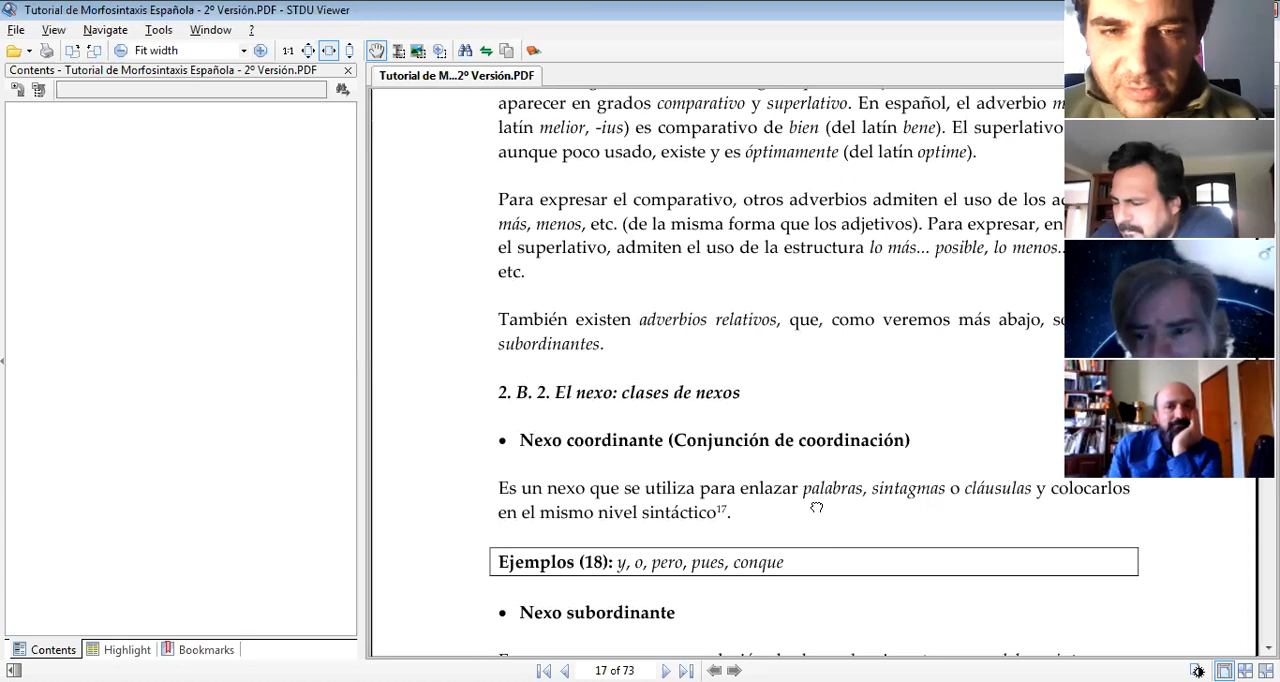 Tutorial de Morfosintaxis Española - 2º Versión.PDF - STDU Viewer
File View Navigate Tools Window ?
Fit width 1:1
Contents - Tutorial de Morfosintaxis Española - 2º Versión.PDF
Tutorial de M...2º Versión.PDF
aparecer en grados comparativo y superlativo. En español, el adverbio
latín melior, -ius) es comparativo de bien (del latín bene). El superlativo
aunque poco usado, existe y es óptimamente (del latín optime).
Para expresar el comparativo, otros adverbios admiten el uso de los
más, menos, etc. (de la misma forma que los adjetivos). Para expresar, en
el superlativo, admiten el uso de la estructura lo más... posible, lo menos..
etc.
También existen adverbios relativos, que, como veremos más abajo,
subordinantes.
2. B. 2. El nexo: clases de nexos
• Nexo coordinante (Conjunción de coordinación)
Es un nexo que se utiliza para enlazar palabras, sintagmas o cláusulas y colocarlos
en el mismo nivel sintáctico17.
Ejemplos (18): y, o, pero, pues, conque
• Nexo subordinante
Contents Highlight Bookmarks
17 of 73